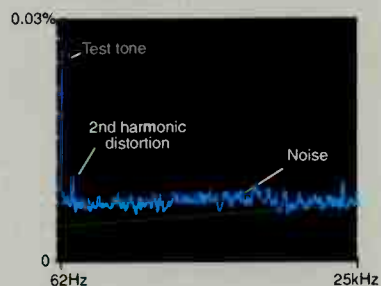 0.03%
Test tone
2nd harmonic
distortion
Noise
0
62Hz
25kHz